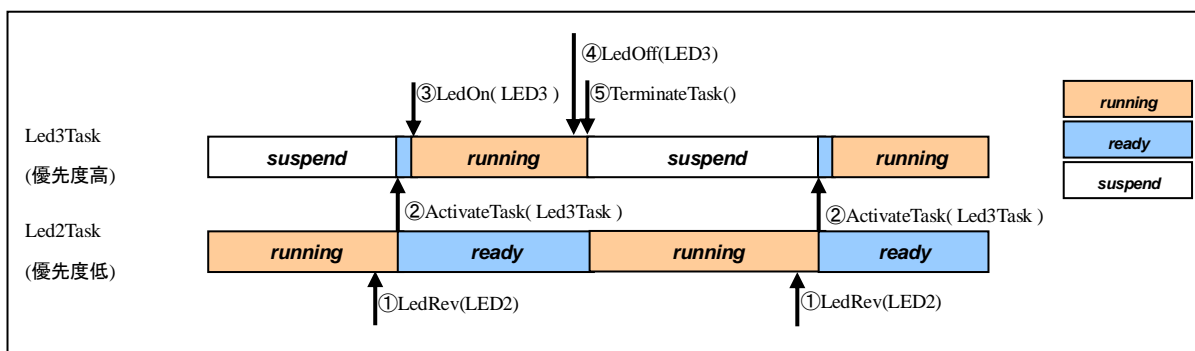 ④LedOff(LED3)
③LedOn( LED3 )
⑤TerminateTask()
running
Led3Task
(優先度高)
suspend
running
suspend
running
ready
suspend
②ActivateTask( Led3Task )
②ActivateTask( Led3Task )
Led2Task
(優先度低)
running
ready
running
ready
①LedRev(LED2)
①LedRev(LED2)